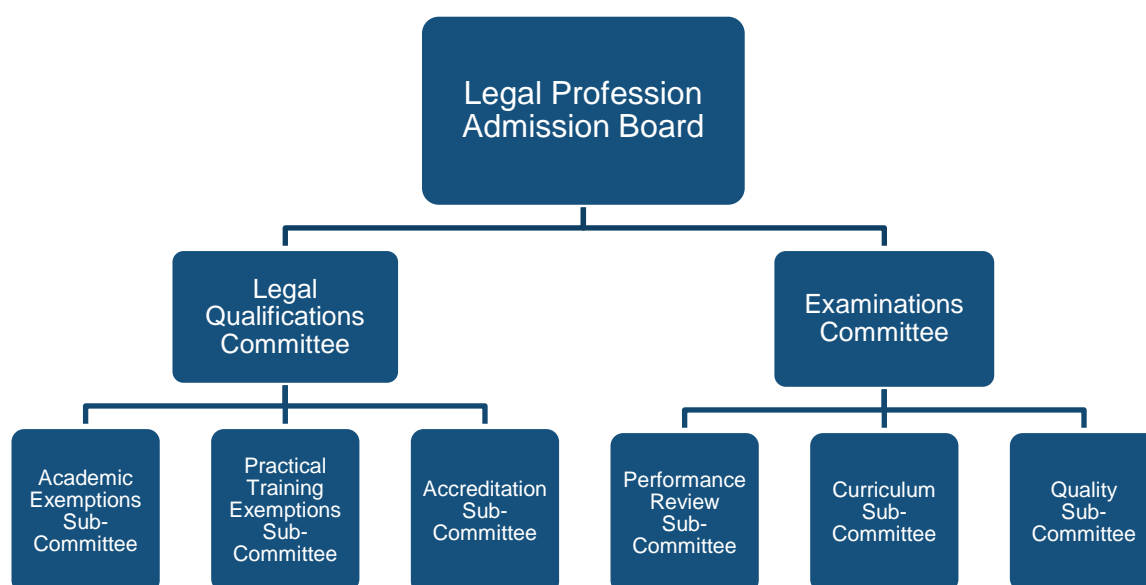 Legal Profession
Admission Board
Legal
Qualifications
Committee
Examinations
Committee
Academic
Exemptions
Sub-
Committee
Practical
Training
Exemptions
Sub-
Committee
Accreditation
Sub-
Committee
Performance
Review
Sub-
Committee
Curriculum
Sub-
Committee
Quality
Sub-
Committee